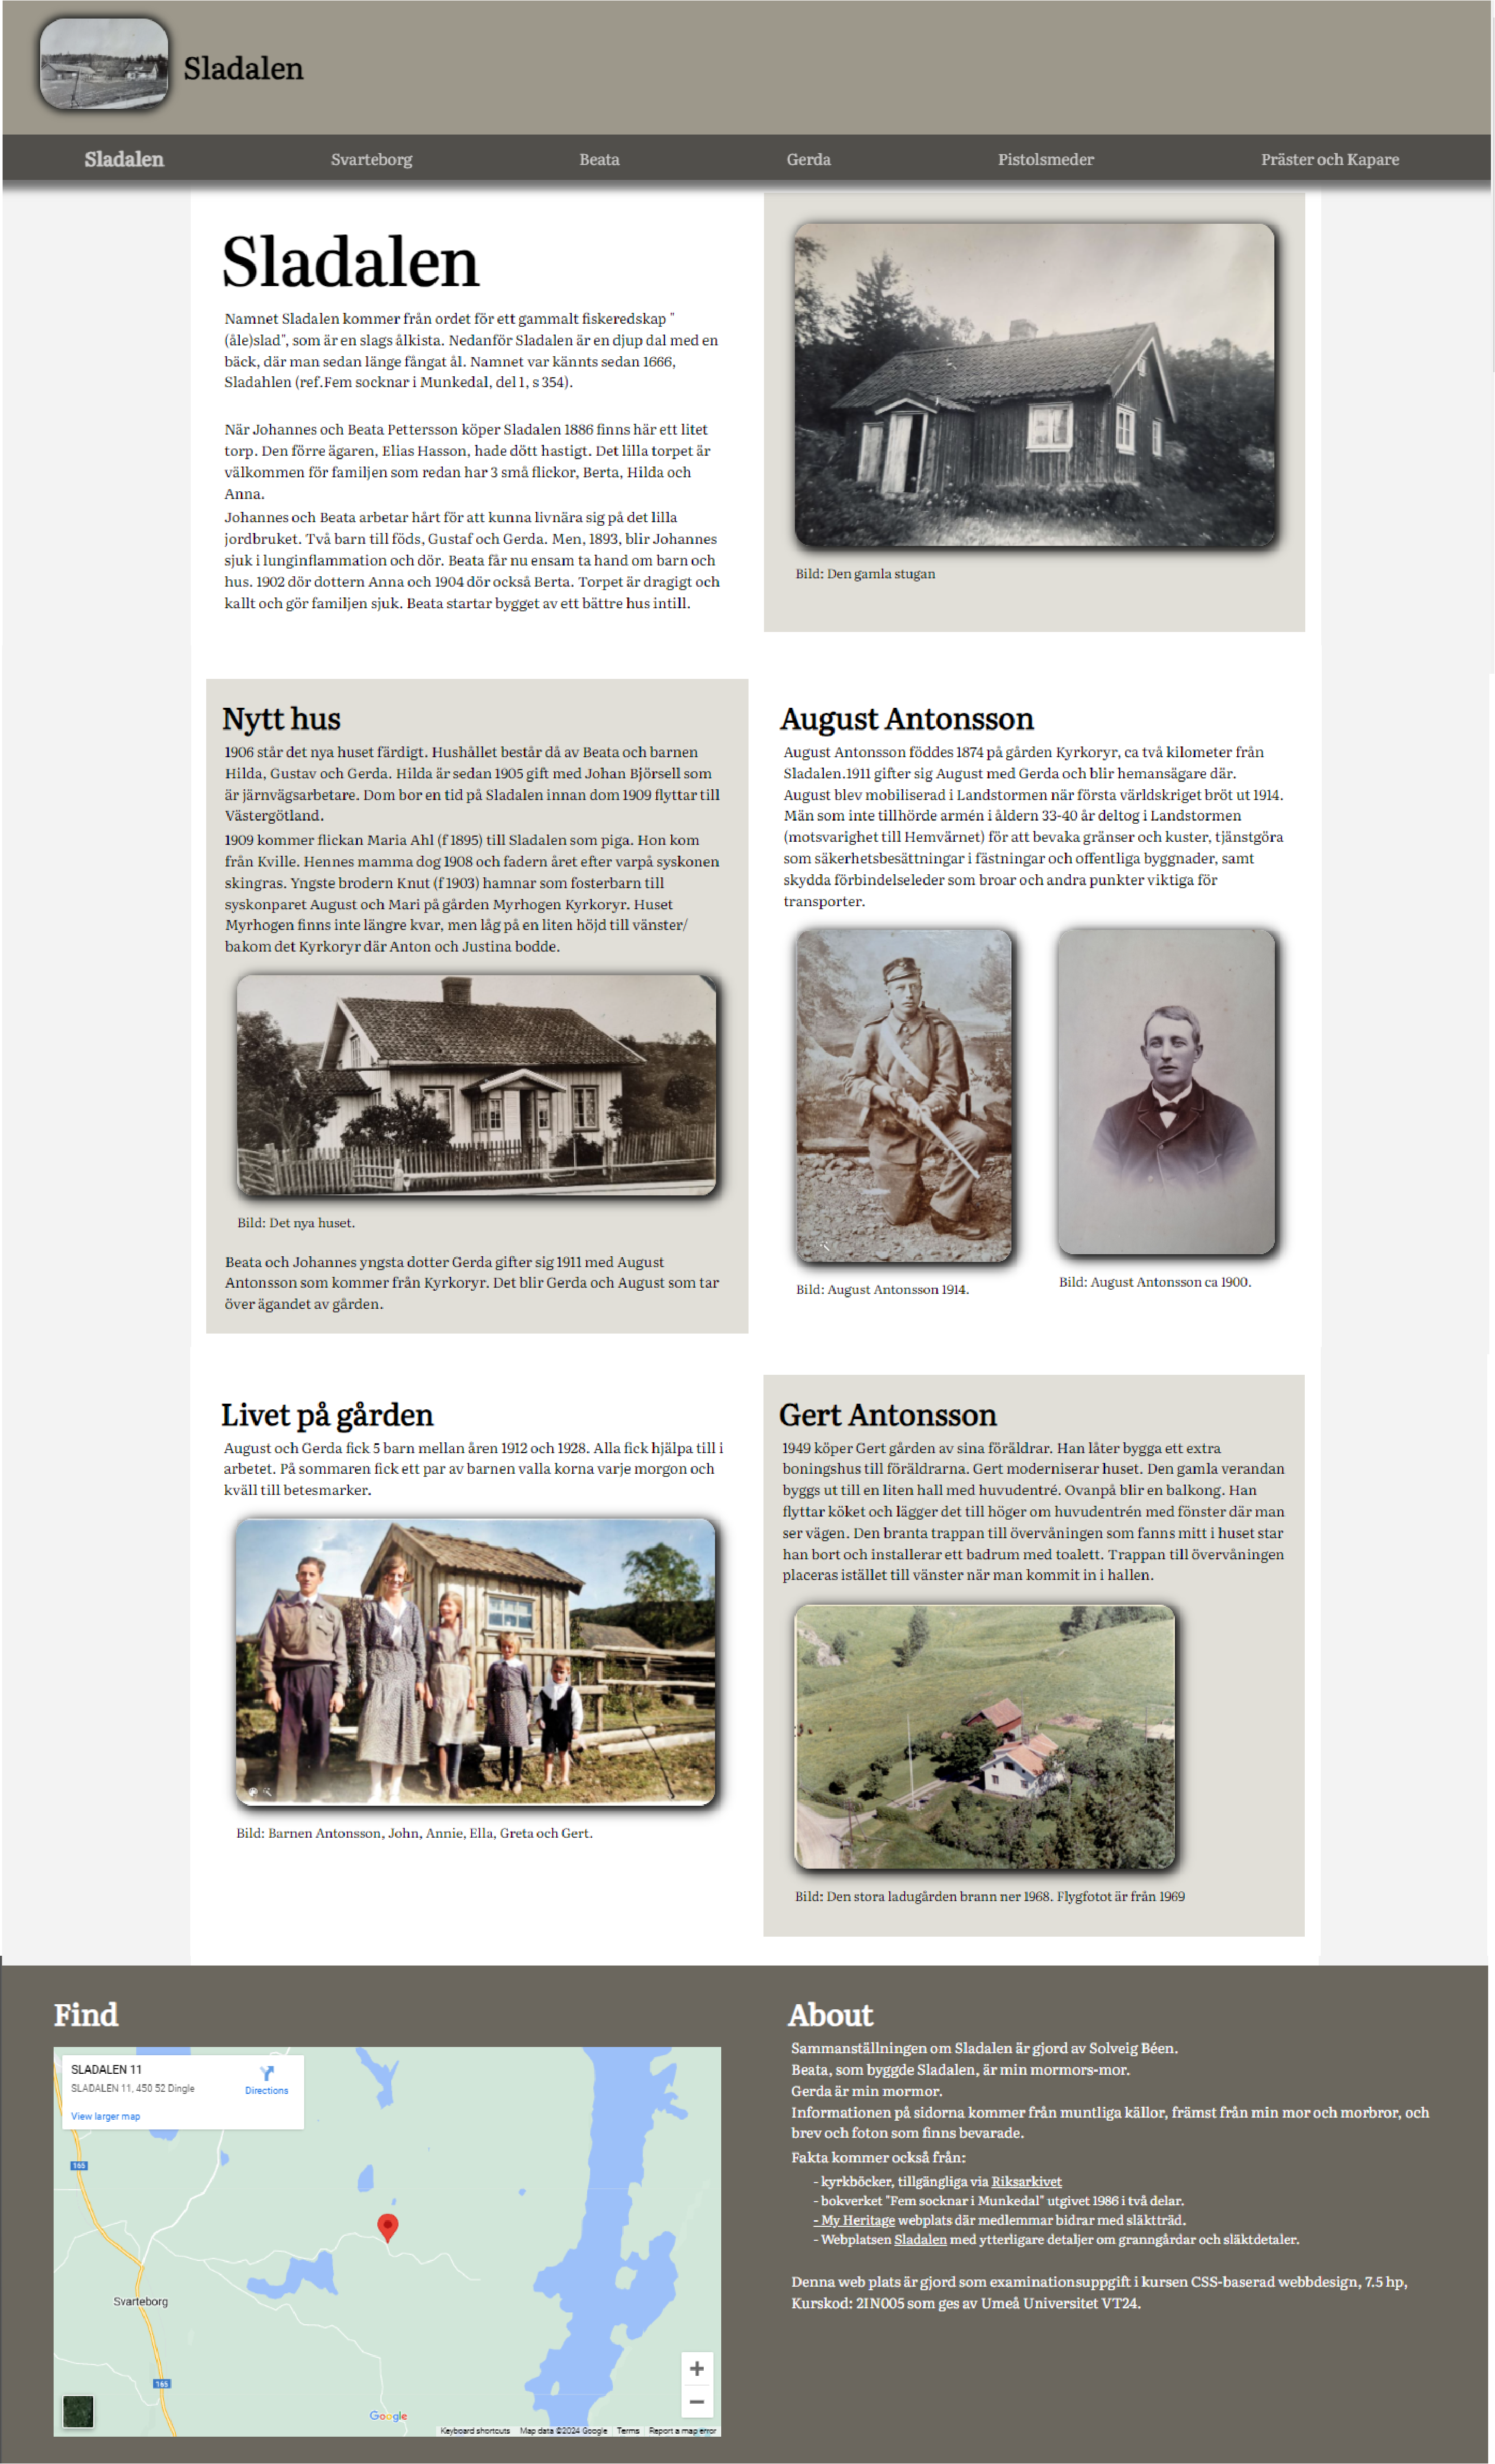 Sladalen
Sladalen
Svarteborg
Beata
Gerda
Pistolsmeder
Präster och Kapare
Sladalen
Namnet Sladalen kommer från ordet för ett gammalt fiskeredskap "
(åle)slad", som är en slags ålkista. Nedanför Sladalen är en djup dal med en
bäck, där man sedan länge fångat ål. Namnet var kännts sedan 1666,
Sladahlen (ref.Fem socknar i Munkedal, del 1, s 354).
När Johannes och Beata Pettersson köper Sladalen 1886 finns här ett litet
torp. Den förre ägaren, Elias Hasson, hade dött hastigt. Det lilla torpet är
välkommen för familjen som redan har 3 små flickor, Berta, Hilda och
Anna.
Johannes och Beata arbetar hårt för att kunna livnära sig på det lilla
jordbruket. Två barn till föds, Gustaf och Gerda. Men, 1893, blir Johannes
sjuk i lunginflammation och dör. Beata får nu ensam ta hand om barn och
hus. 1902 dör dottern Anna och 1904 dör också Berta. Torpet är dragigt och
kallt och gör familjen sjuk. Beata startar bygget av ett bättre hus intill.
Bild: Den gamla stugan
Nytt hus
1906 står det nya huset färdigt. Hushållet består då av Beata och barnen
Hilda, Gustav och Gerda. Hilda är sedan 1905 gift med Johan Björsell som
är järnvägsarbetare. Dom bor en tid på Sladalen innan dom 1909 flyttar till
Västergötland.
1909 kommer flickan Maria Ahl (f 1895) till Sladalen som piga. Hon kom
från Kville. Hennes mamma dog 1908 och fadern året efter varpå syskonen
skingras. Yngste brodern Knut (f 1903) hamnar som fosterbarn till
syskonparet August och Mari på gården Myrhogen Kyrkoryr. Huset
Myrhogen finns inte längre kvar, men låg på en liten höjd till vänster/
bakom det Kyrkoryr där Anton och Justina bodde.
Bild: Det nya huset.
Beata och Johannes yngsta dotter Gerda gifter sig 1911 med August
Antonsson som kommer från Kyrkoryr. Det blir Gerda och August som tar
över ägandet av gården.
August Antonsson
August Antonsson föddes 1874 på gården Kyrkoryr, ca två kilometer från
Sladalen.1911 gifter sig August med Gerda och blir hemansägare där.
August blev mobiliserad i Landstormen när första världskriget bröt ut 1914.
Män som inte tillhörde armén i åldern 33-40 år deltog i Landstormen
(motsvarighet till Hemvärnet) för att bevaka gränser och kuster, tjänstgöra
som säkerhetsbesättningar i fästningar och offentliga byggnader, samt
skydda förbindelseleder som broar och andra punkter viktiga för
transporter.
Bild: August Antonsson 1914.
Bild: August Antonsson ca 1900.
Livet på gården
August och Gerda fick 5 barn mellan åren 1912 och 1928. Alla fick hjälpa till i
arbetet. På sommaren fick ett par av barnen valla korna varje morgon och
kväll till betesmarker.
Bild: Barnen Antonsson, John, Annie, Ella, Greta och Gert.
Gert Antonsson
1949 köper Gert gården av sina föräldrar. Han låter bygga ett extra
boningshus till föräldrarna. Gert moderniserar huset. Den gamla verandan
byggs ut till en liten hall med huvudentré. Ovanpå blir en balkong. Han
flyttar köket och lägger det till höger om huvudentrén med fönster där man
ser vägen. Den branta trappan till övervåningen som fanns mitt i huset star
han bort och installerar ett badrum med toalett. Trappan till övervåningen
placeras istället till vänster när man kommit in i hallen.
Bild: Den stora ladugården brann ner 1968. Flygfotot är från 1969
Find
SLADALEN 11
SLADALEN 11, 450 52 Dingle
Directions
View larger map
165
Svarteborg
165
Google
Keyboard shortcuts Map data ©2024 Google Terms Report a map error
About
Sammanställningen om Sladalen är gjord av Solveig Béen.
Beata, som byggde Sladalen, är min mormors-mor.
Gerda är min mormor.
Informationen på sidorna kommer från muntliga källor, främst från min mor och morbror, och
brev och foton som finns bevarade.
Fakta kommer också från:
- kyrkböcker, tillgängliga via Riksarkivet
- bokverket "Fem socknar i Munkedal" utgivet 1986 i två delar.
- My Heritage webplats där medlemmar bidrar med släktträd.
- Webplatsen Sladalen med ytterligare detaljer om granngårdar och släktdetaler.
Denna web plats är gjord som examinationsuppgift i kursen CSS-baserad webbdesign, 7.5 hp,
Kurskod: 2IN005 som ges av Umeå Universitet VT24.